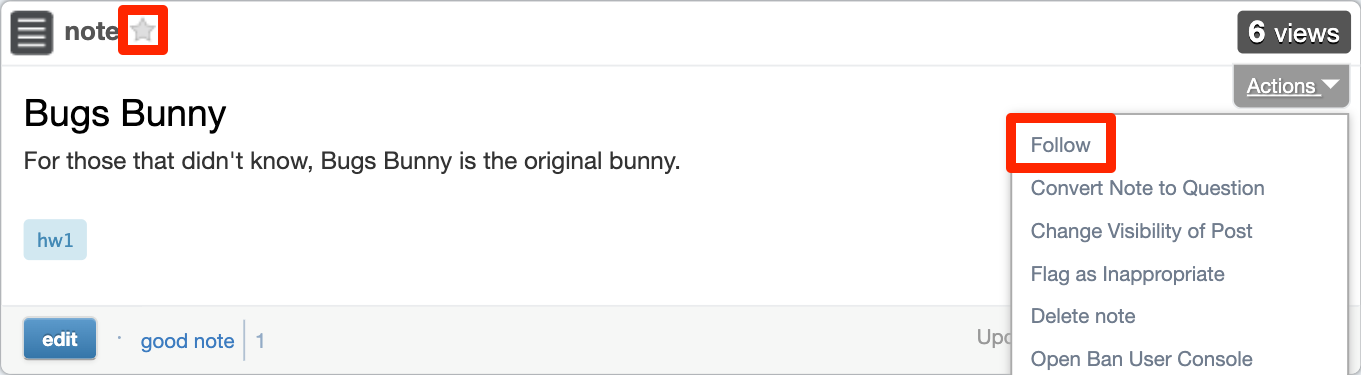 note
6 views
Actions
Bugs Bunny
For those that didn't know, Bugs Bunny is the original bunny.
hw1
Follow
Convert Note to Question
Change Visibility of Post
Flag as Inappropriate
Delete note
Open Ban User Console
edit · good note 1